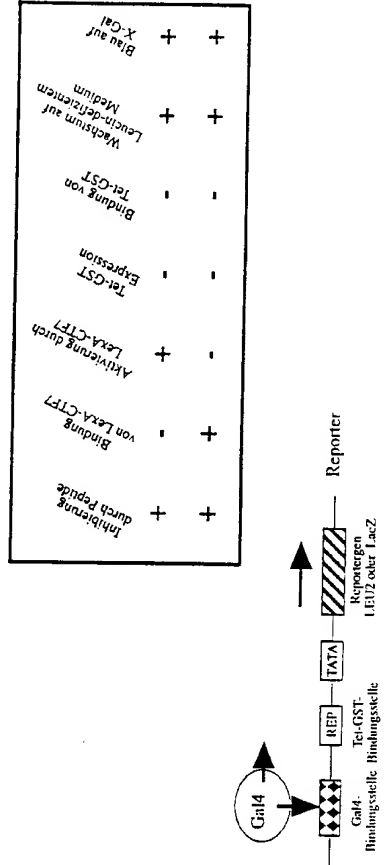 Inhibierung
durch Peptide
Bindung
von LexA-CTF7
Aktivierung durch
LexA-CTF7
Tet-GST
Expression
Bindung von
Tet-GST
Wachstum auf
Leucin-defizientem
Medium
Blau auf
X-Gal
+ - + - - + +
+ + - - - + +
Gal4
REP
TATA
Reporter
Gal4-
Bindungsstelle
Tet-GST-
Bindungsstelle
Reportergen
LEU2 oder LacZ